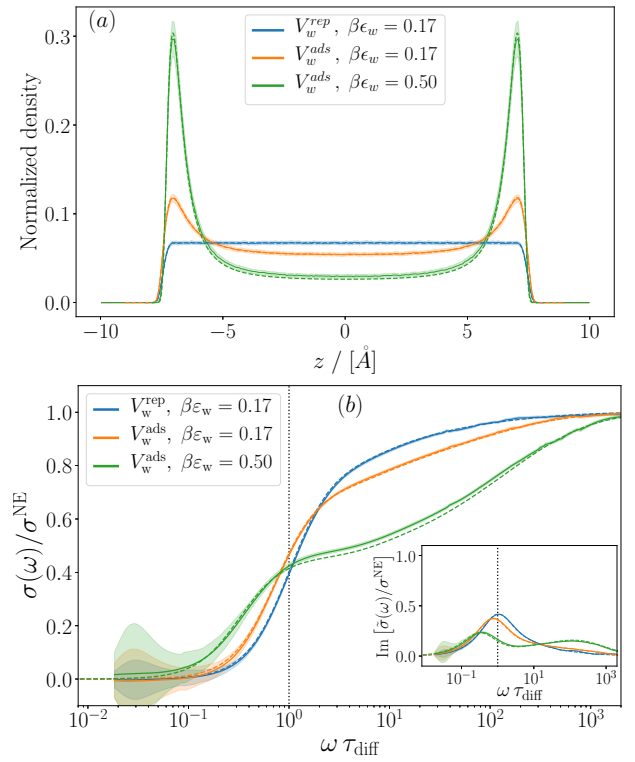 (a)
V_w^{rep} , βϵ_w = 0.17
V_w^{ads} , βϵ_w = 0.17
V_w^{ads} , βϵ_w = 0.50
Normalized density
0.3
0.2
0.1
0.0
−10 −5 0 5 10
z / [Å]
(b)
V_w^{rep}, βε_w = 0.17
V_w^{ads}, βε_w = 0.17
V_w^{ads}, βε_w = 0.50
σ(ω)/σ^{NE}
1.0
0.8
0.6
0.4
0.2
0.0
10^{−2} 10^{−1} 10^{0} 10^{1} 10^{2} 10^{3}
ω τ_{diff}
Im [σ̃(ω)/σ^{NE}]
1.0
0.5
0.0
10^{−1} 10^{1} 10^{3}
ω τ_{diff}